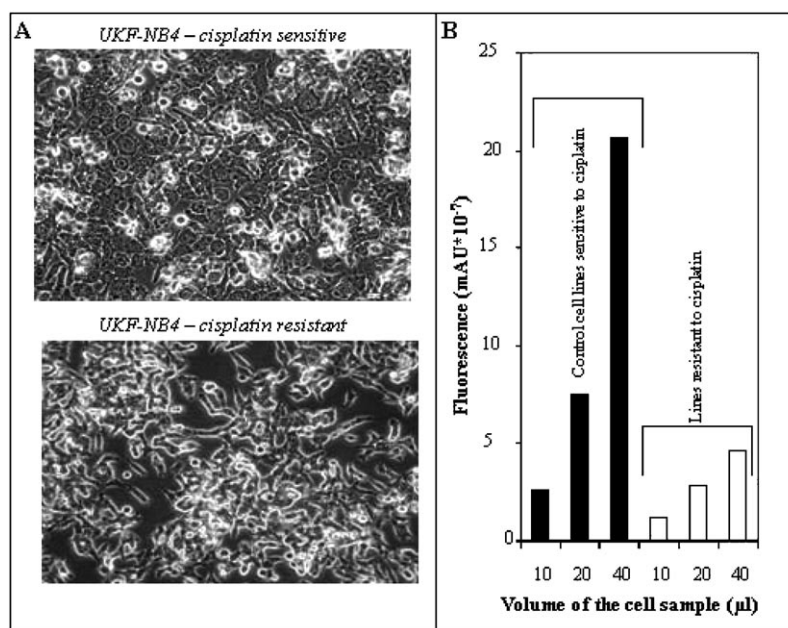 A
UKF-NB4 – cisplatin sensitive
UKF-NB4 – cisplatin resistant
B
25
20
15
10
5
0
Fluorescence (mAU*10-7)
Control cell lines sensitive to cisplatin
Lines resistant to cisplatin
10 20 40 10 20 40
Volume of the cell sample (µl)